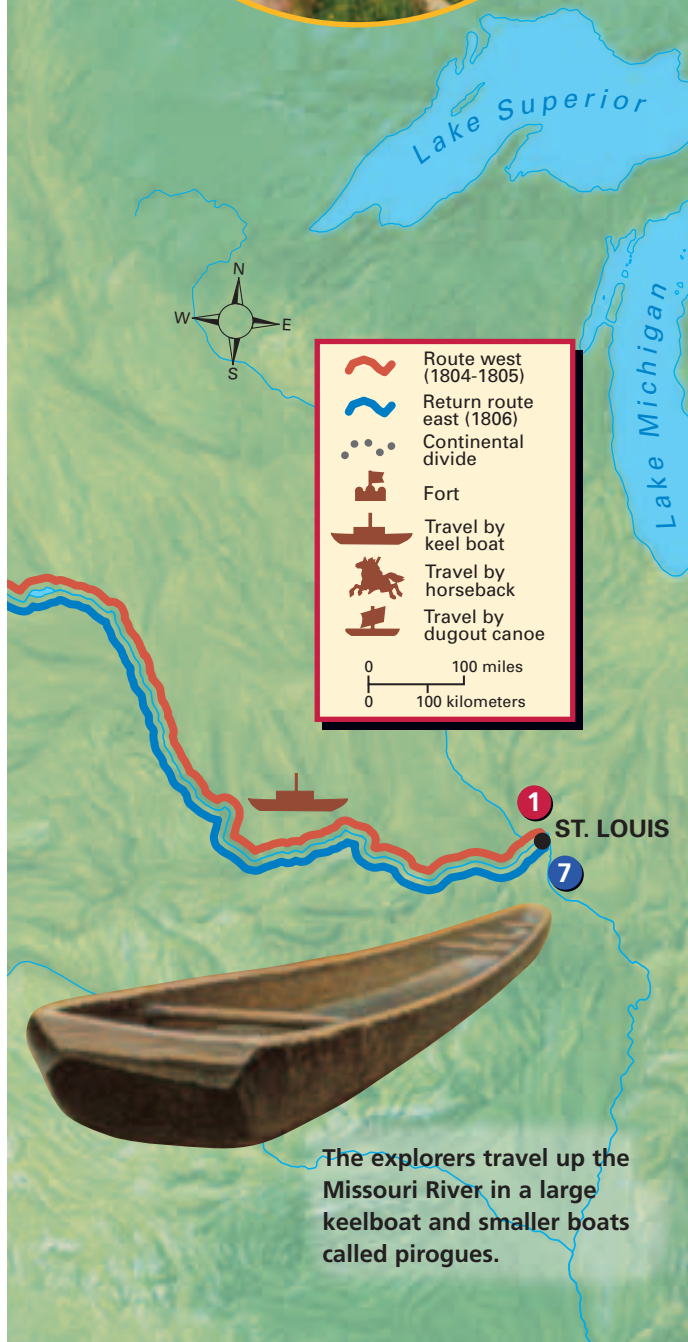 Lake Superior
N
W
E
S
Lake Michigan
Route west
(1804-1805)
Return route
east (1806)
Continental
divide
Fort
Travel by
keel boat
Travel by
horseback
Travel by
dugout canoe
0 100 miles
0 100 kilometers
1
ST. LOUIS
7
The explorers travel up the
Missouri River in a large
keelboat and smaller boats
called pirogues.